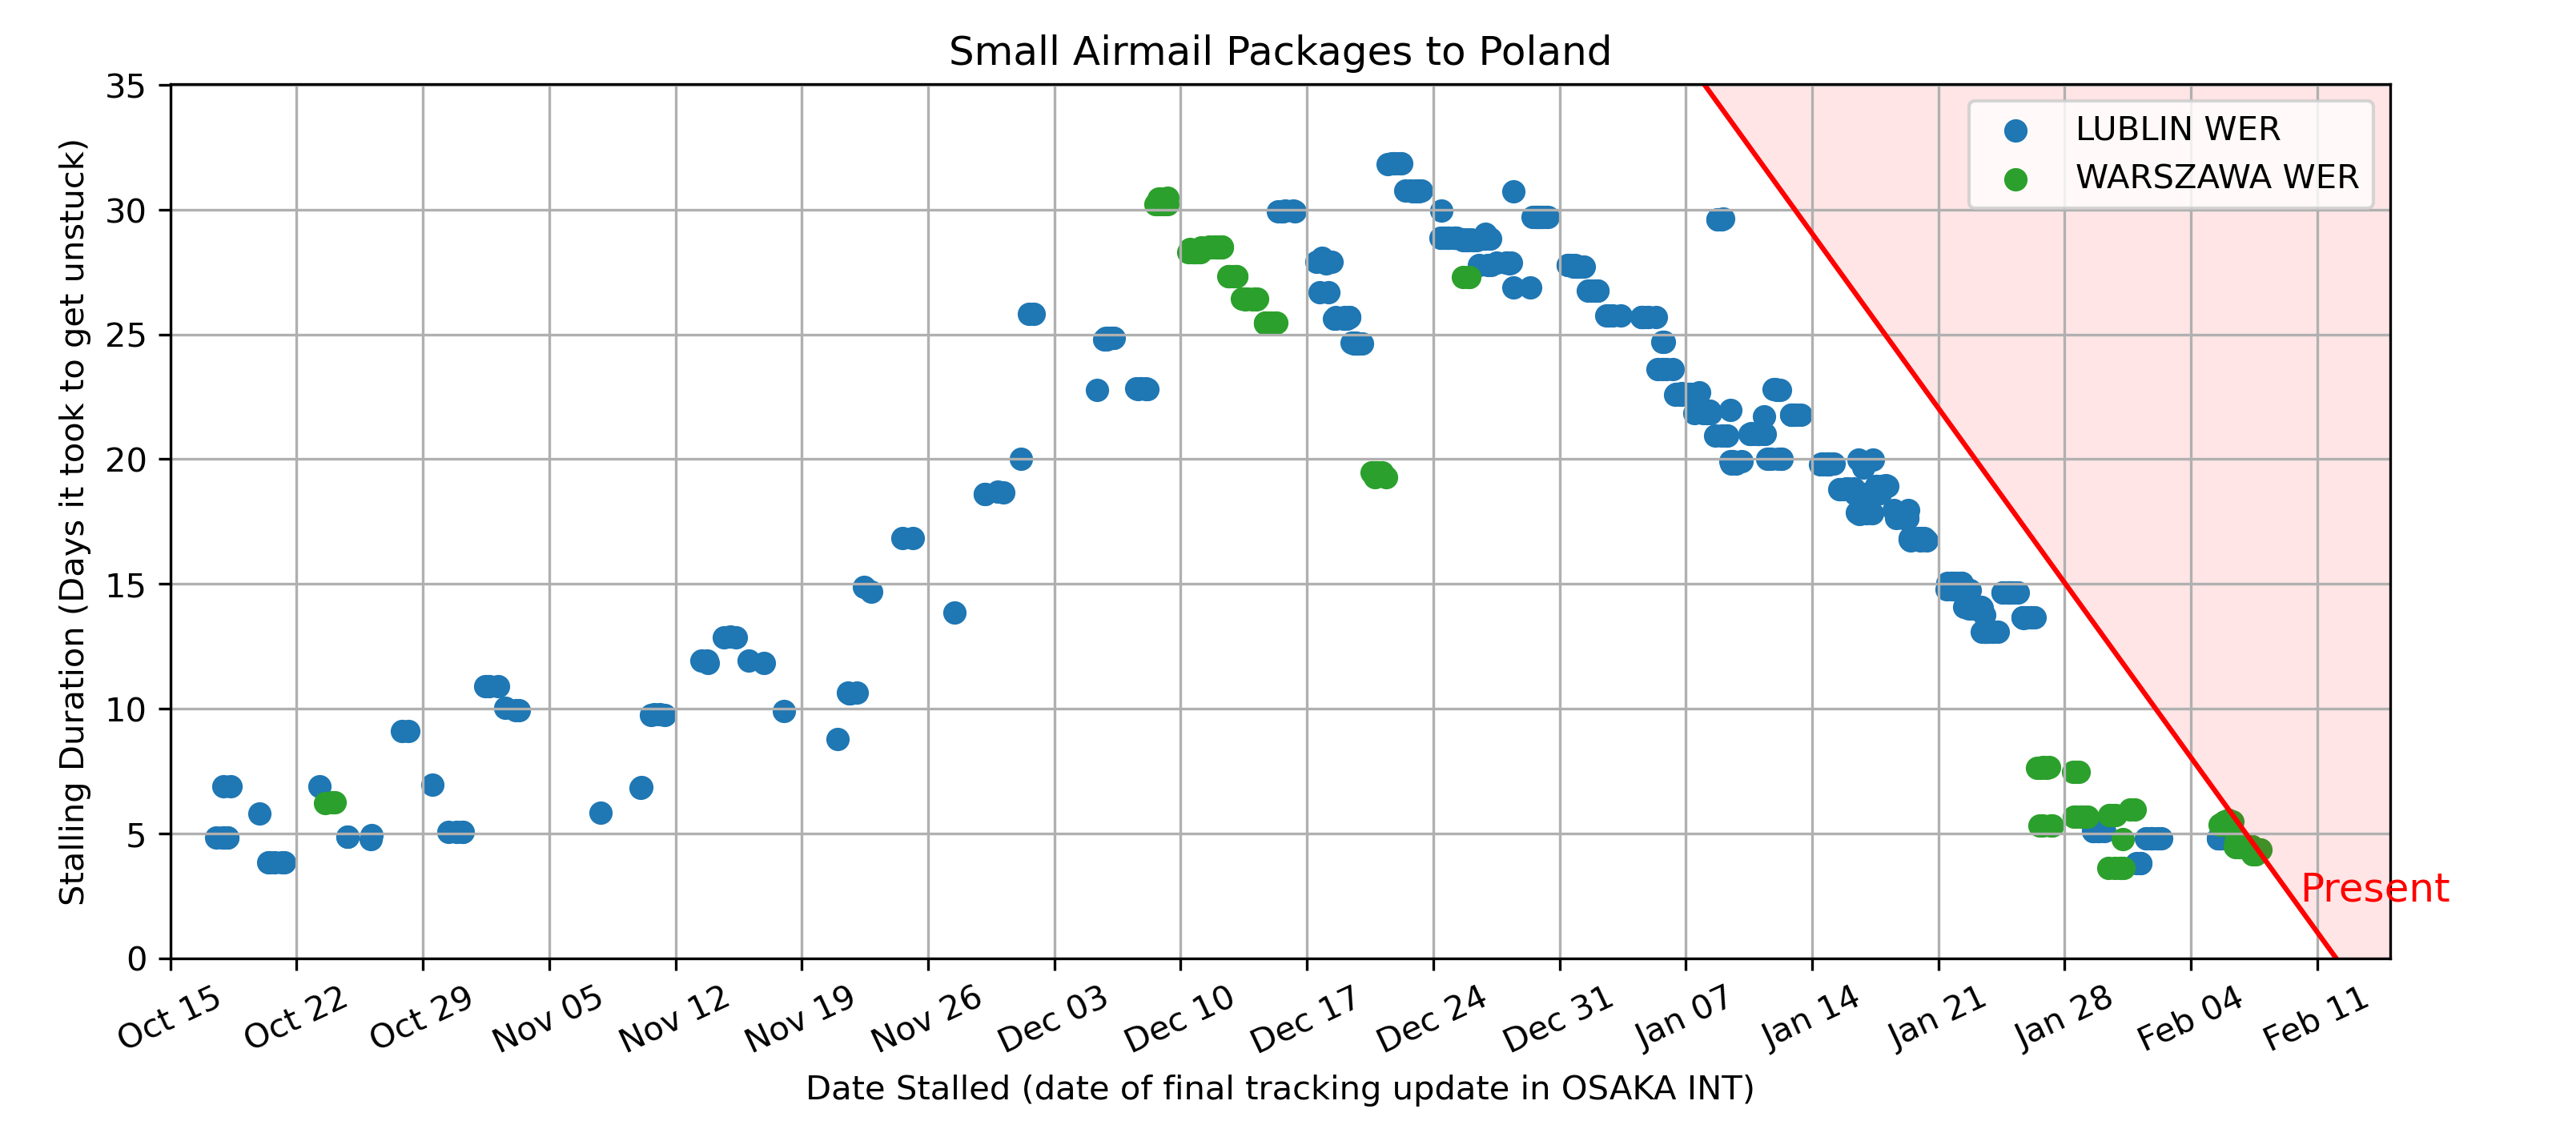 Small Airmail Packages to Poland
Stalling Duration (Days it took to get unstuck)
35
30
25
20
15
10
5
0
LUBLIN WER
WARSZAWA WER
Present
Oct 15
Oct 22
Oct 29
Nov 05
Nov 12
Nov 19
Nov 26
Dec 03
Dec 10
Dec 17
Dec 24
Dec 31
Jan 07
Jan 14
Jan 21
Jan 28
Feb 04
Feb 11
Date Stalled (date of final tracking update in OSAKA INT)